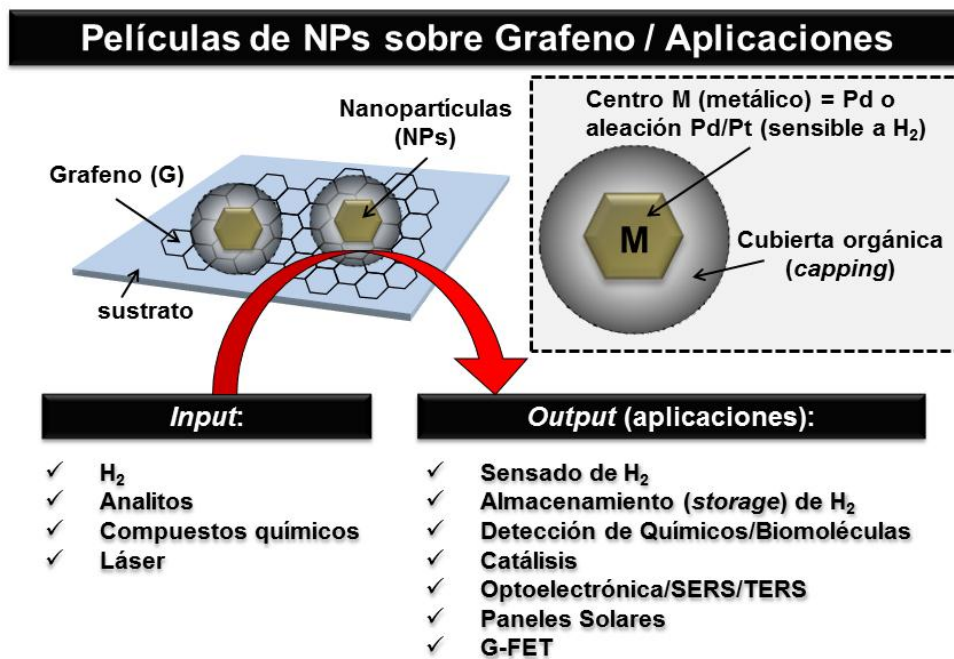 Películas de NPs sobre Grafeno / Aplicaciones
Nanopartículas
(NPs)
Grafeno (G)
sustrato
Centro M (metálico) = Pd o
aleación Pd/Pt (sensible a H₂)
M
Cubierta orgánica
(capping)
Input:
✓ H₂
✓ Analitos
✓ Compuestos químicos
✓ Láser
Output (aplicaciones):
✓ Sensado de H₂
✓ Almacenamiento (storage) de H₂
✓ Detección de Químicos/Biomoléculas
✓ Catálisis
✓ Optoelectrónica/SERS/TERS
✓ Paneles Solares
✓ G-FET